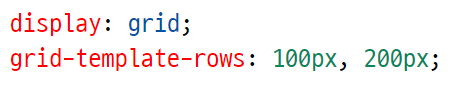 display: grid;
grid-template-rows: 100px, 200px;